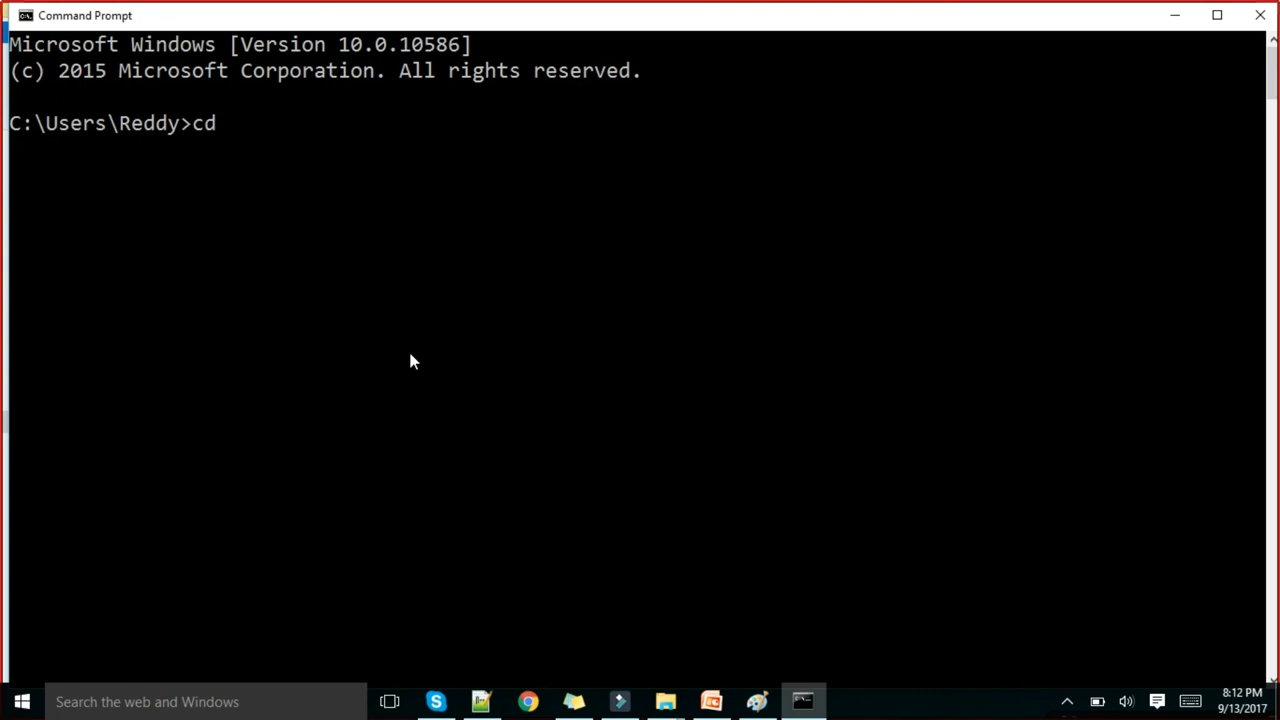 Command Prompt
Microsoft Windows [Version 10.0.10586]
(c) 2015 Microsoft Corporation. All rights reserved.
C:\Users\Reddy>cd
Search the web and Windows
8:12 PM
9/13/2017